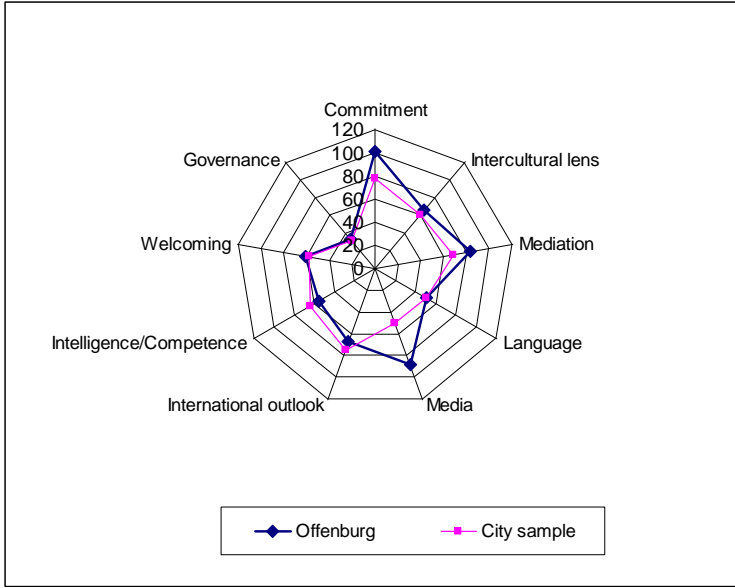 Commitment
120
100
80
60
40
20
0
Intercultural lens
Mediation
Language
Media
International outlook
Intelligence/Competence
Welcoming
Governance
Offenburg
City sample